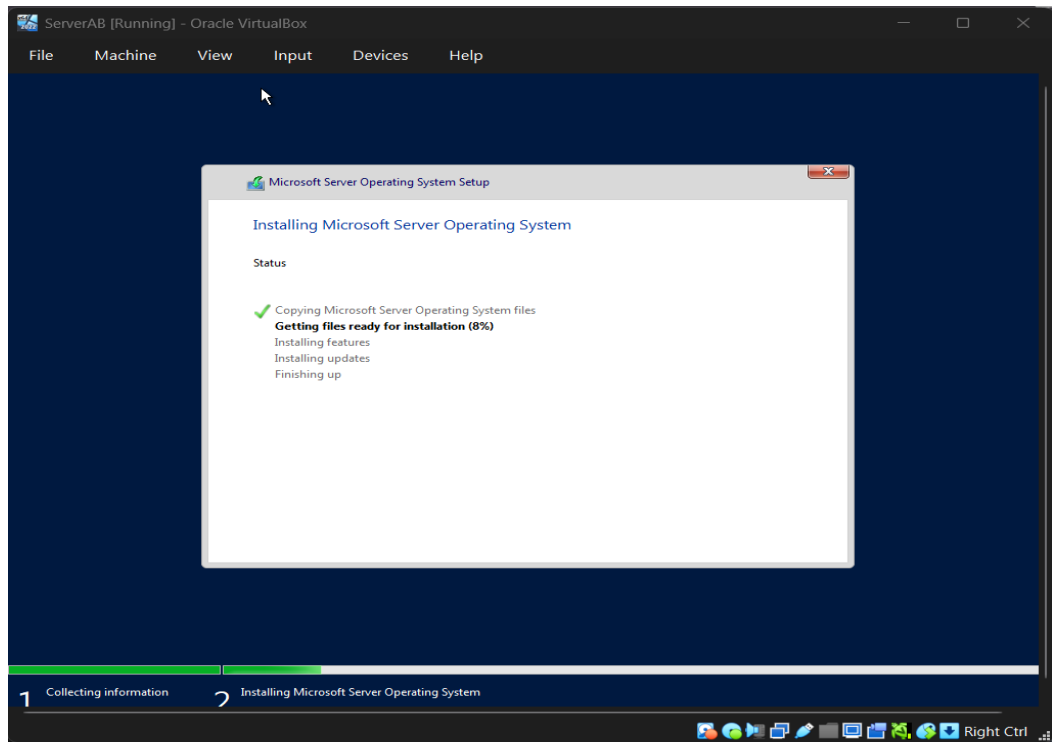 ServerAB [Running] - Oracle VirtualBox
File Machine View Input Devices Help
Microsoft Server Operating System Setup
Installing Microsoft Server Operating System
Status
Copying Microsoft Server Operating System files
Getting files ready for installation (8%)
Installing features
Installing updates
Finishing up
1 Collecting information 2 Installing Microsoft Server Operating System
Right Ctrl